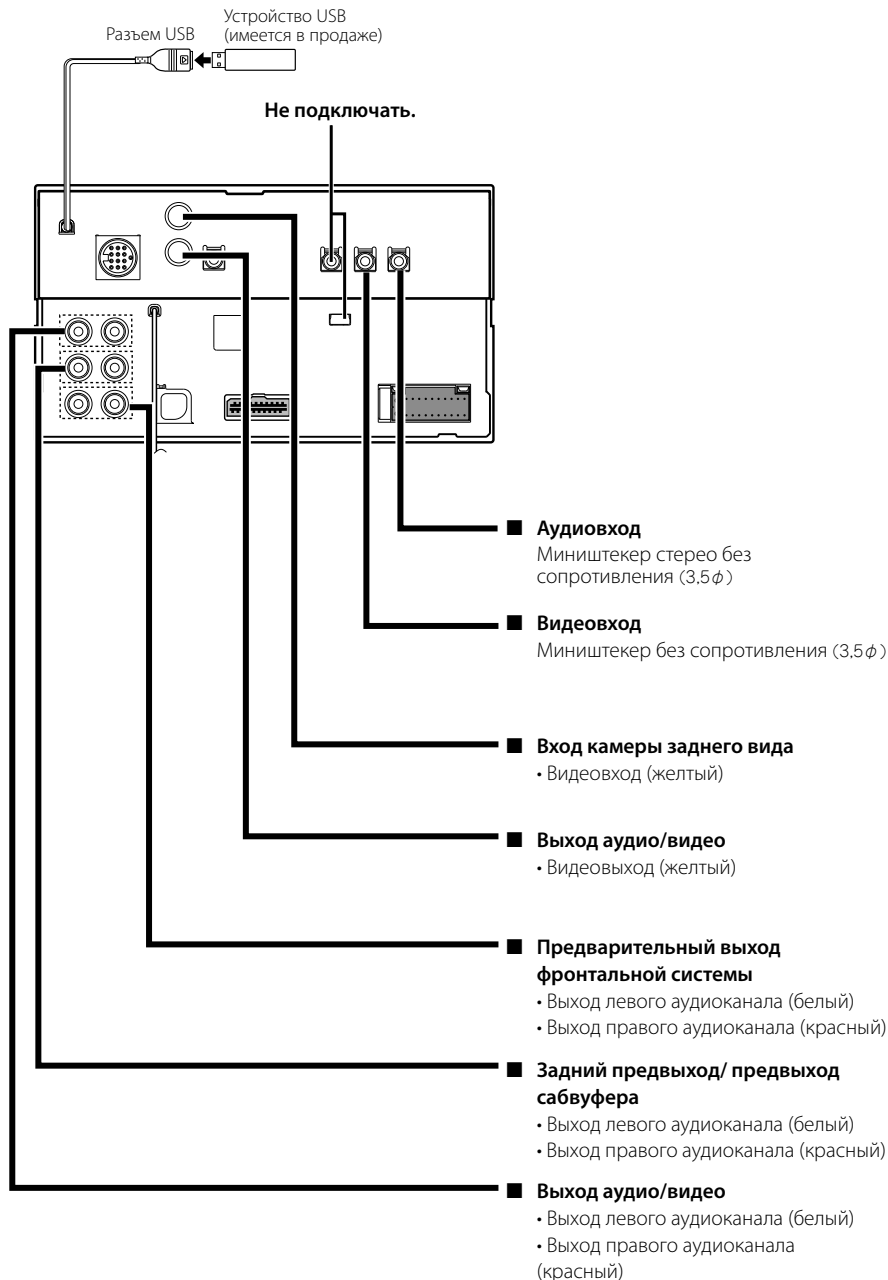 Устройство USB
Разъем USB
(имеется в продаже)
Не подключать.
■ Аудиовход
Миништекер стерео без
сопротивления (3,5φ)
■ Видеовход
Миништекер без сопротивления (3,5φ)
■ Вход камеры заднего вида
• Видеовход (желтый)
■ Выход аудио/видео
• Видеовыход (желтый)
■ Предварительный выход
фронтальной системы
• Выход левого аудиоканала (белый)
• Выход правого аудиоканала (красный)
■ Задний предвыход/ предвыход
сабвуфера
• Выход левого аудиоканала (белый)
• Выход правого аудиоканала (красный)
■ Выход аудио/видео
• Выход левого аудиоканала (белый)
• Выход правого аудиоканала
(красный)